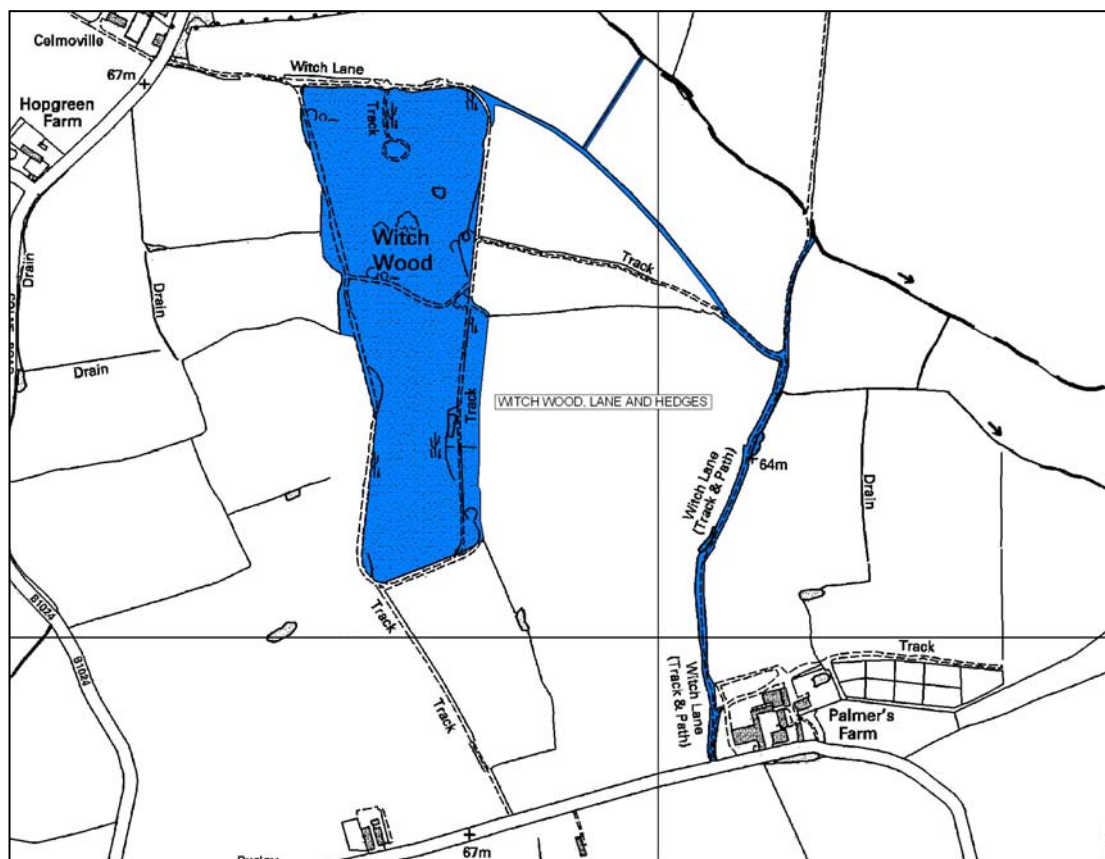 Celmoville
67m
Witch Lane
Hopgreen
Farm
Track
Witch
Wood
Track
Drain
Drain
Drain
Track
WITCH WOOD, LANE AND HEDGES
64m
Witch Lane
(Track & Path)
Drain
B1024
B1024
Track
Track
Witch Lane
(Track & Path)
Track
Palmer's
Farm
67m